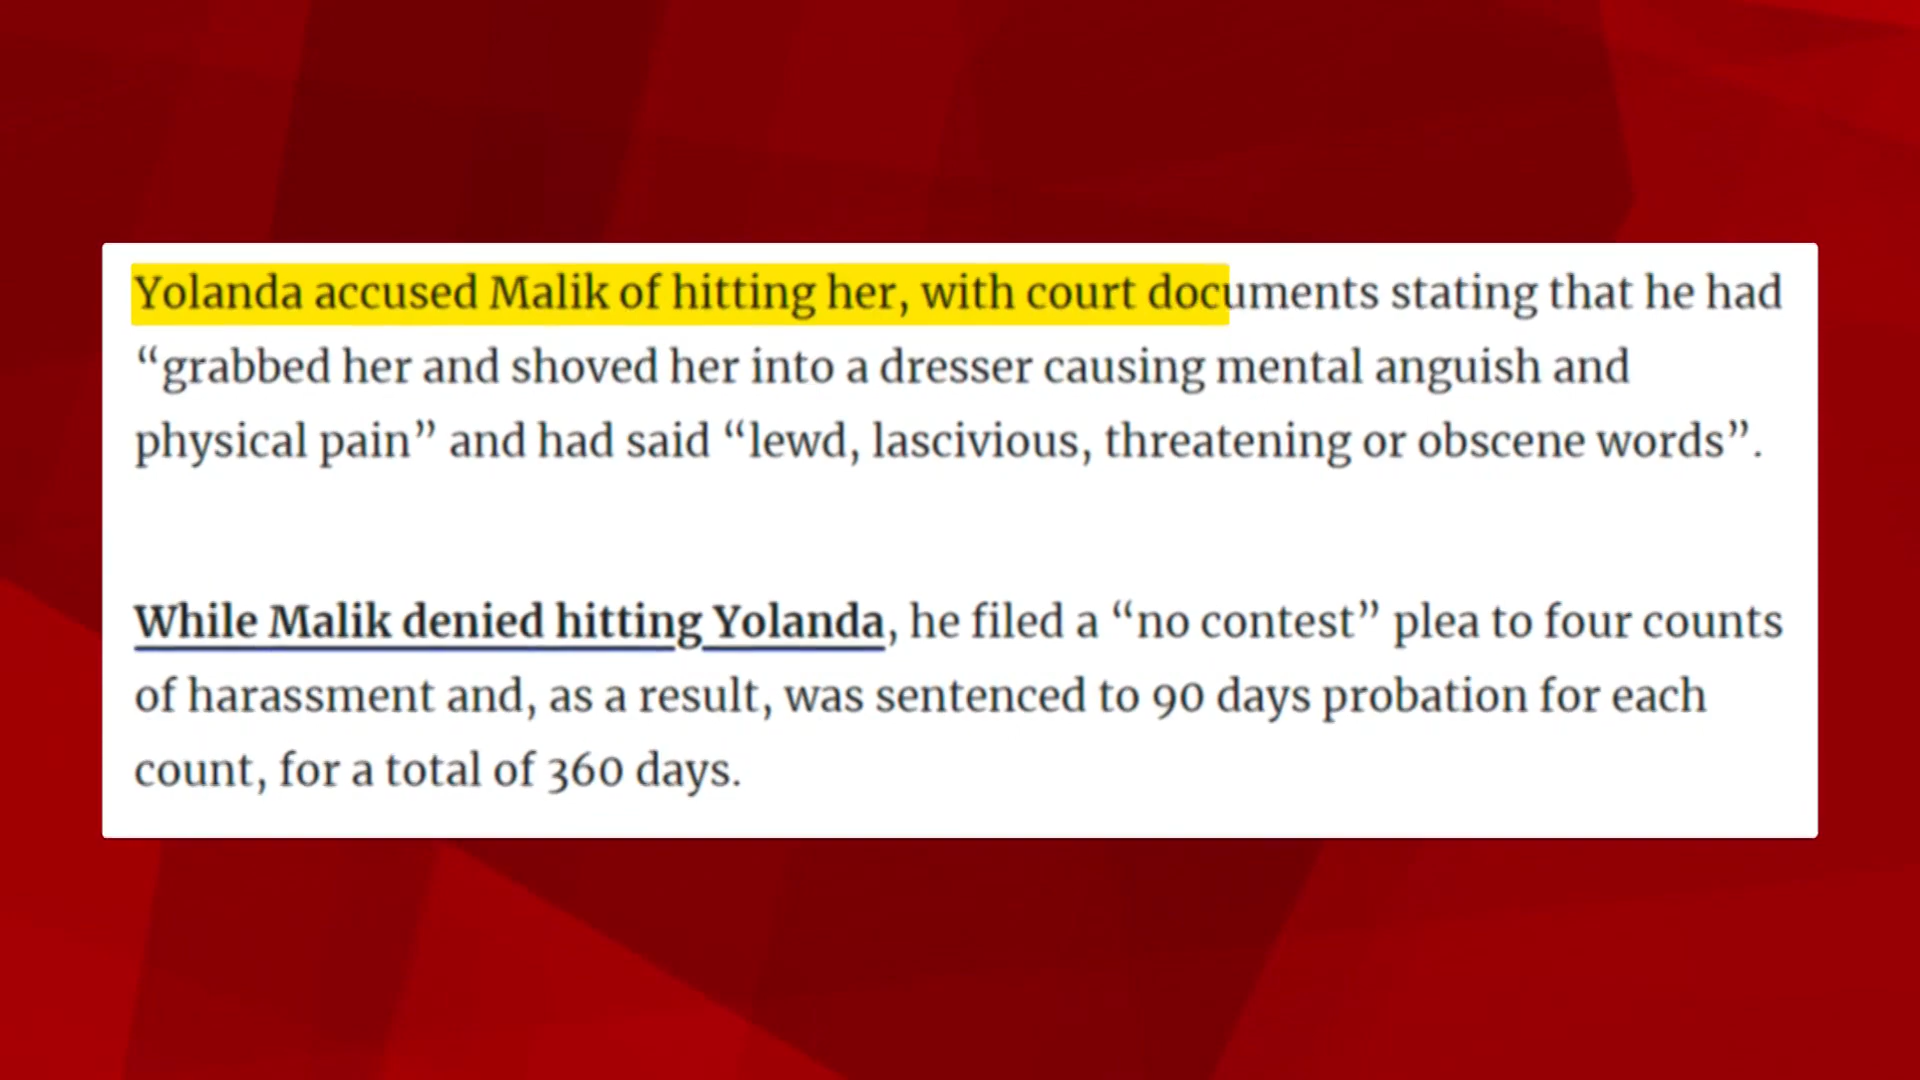 Yolanda accused Malik of hitting her, with court documents stating that he had
“grabbed her and shoved her into a dresser causing mental anguish and
physical pain” and had said “lewd, lascivious, threatening or obscene words”.
While Malik denied hitting Yolanda, he filed a “no contest” plea to four counts
of harassment and, as a result, was sentenced to 90 days probation for each
count, for a total of 360 days.